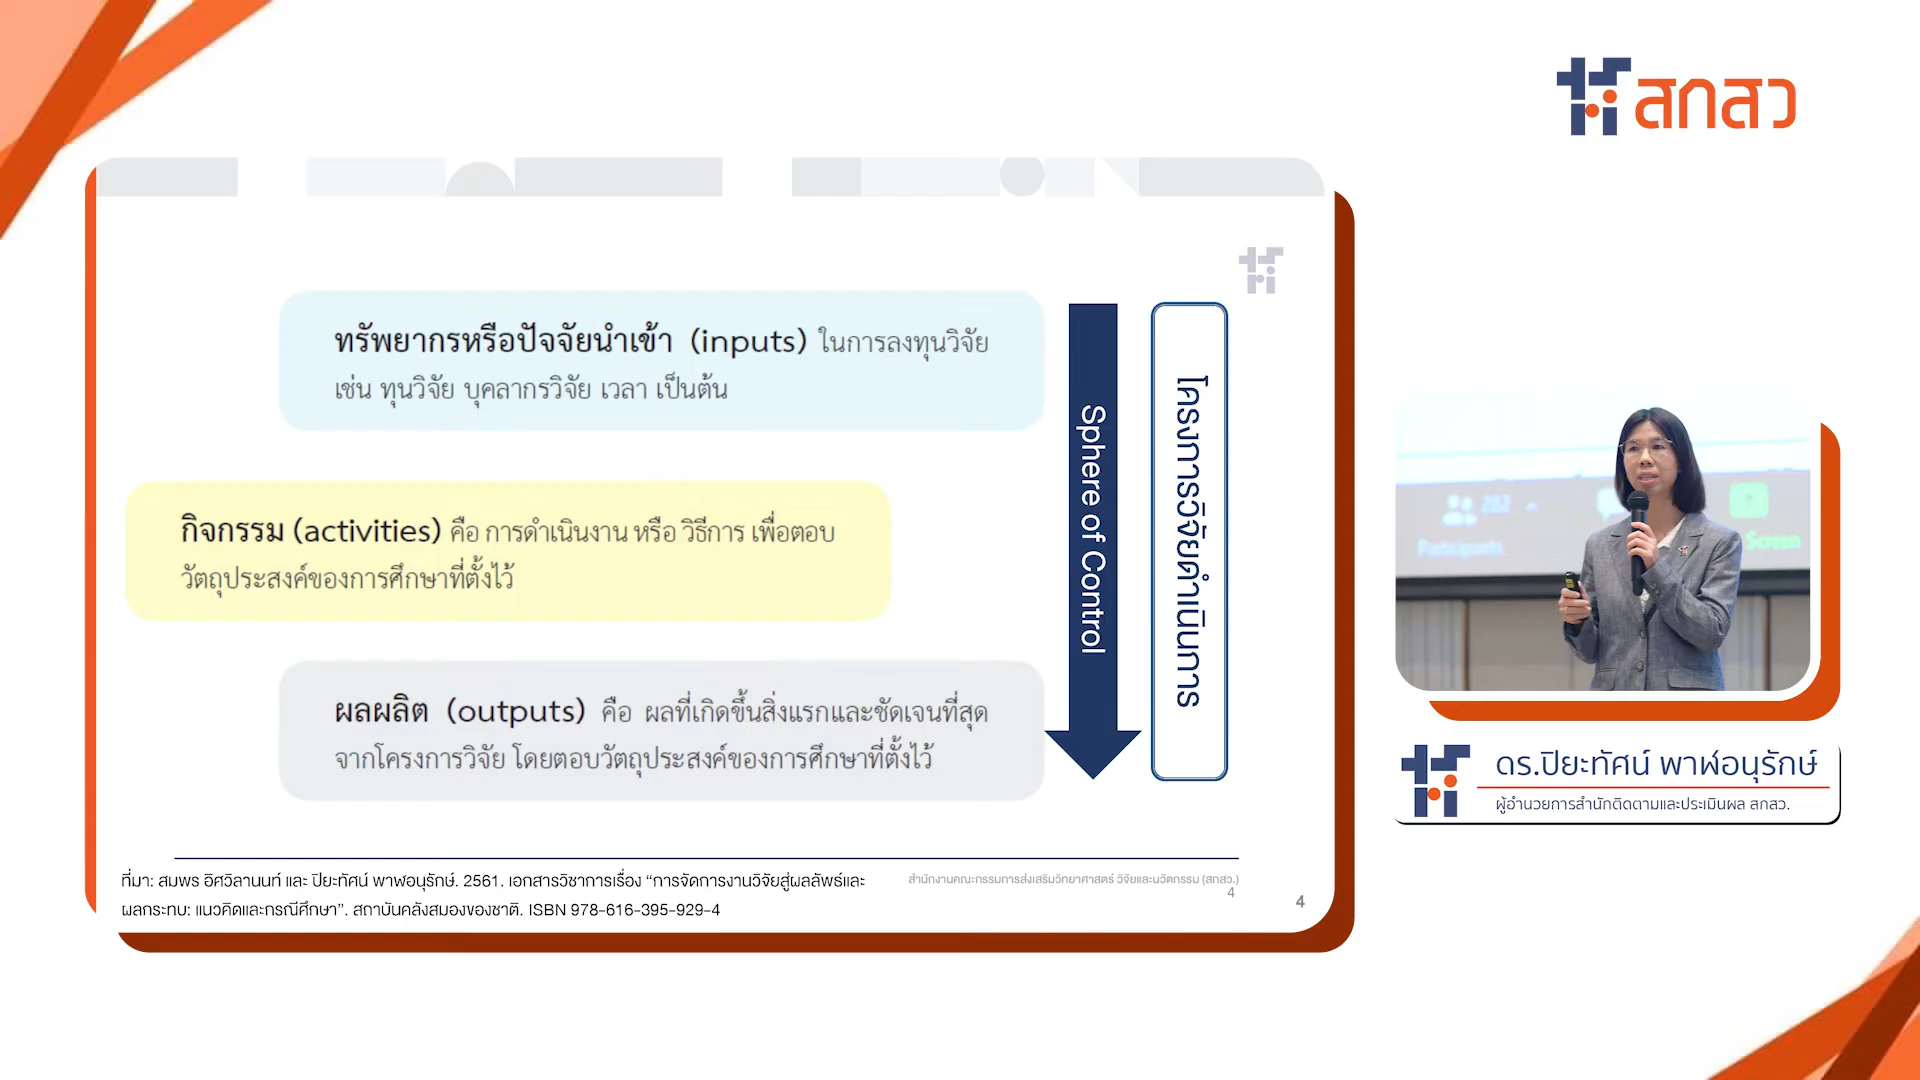 สกสว
ทรัพยากรหรือปัจจัยนำเข้า (inputs) ในการลงทุนวิจัย
เช่น ทุนวิจัย บุคลากรวิจัย เวลา เป็นต้น
กิจกรรม (activities) คือ การดำเนินงาน หรือ วิธีการ เพื่อตอบ
วัตถุประสงค์ของการศึกษาที่ตั้งไว้
ผลผลิต (outputs) คือ ผลที่เกิดขึ้นสิ่งแรกและชัดเจนที่สุด
จากโครงการวิจัย โดยตอบวัตถุประสงค์ของการศึกษาที่ตั้งไว้
Sphere of Control
โครงการวิจัยดำเนินการ
ที่มา: สมพร อิศวิลานนท์ และ ปิยะทัศน์ พาฬอนุรักษ์. 2561. เอกสารวิชาการเรื่อง “การจัดการงานวิจัยสู่ผลลัพธ์และ
ผลกระทบ: แนวคิดและกรณีศึกษา”. สถาบันคลังสมองของชาติ. ISBN 978-616-395-929-4
สำนักงานคณะกรรมการส่งเสริมวิทยาศาสตร์ วิจัยและนวัตกรรม (สกสว.)
4
4
282
Participants
Screen
ดร.ปิยะทัศน์ พาฬอนุรักษ์
ผู้อำนวยการสำนักติดตามและประเมินผล สกสว.